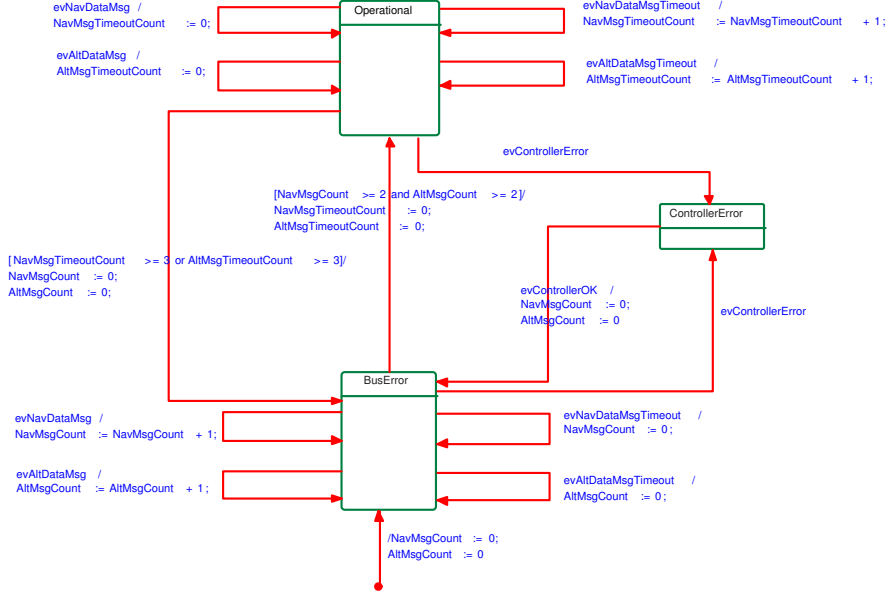 evNavDataMsg /
NavMsgTimeoutCount := 0;
Operational
evNavDataMsgTimeout /
NavMsgTimeoutCount := NavMsgTimeoutCount + 1;
evAltDataMsg /
AltMsgTimeoutCount := 0;
evAltDataMsgTimeout /
AltMsgTimeoutCount := AltMsgTimeoutCount + 1;
evControllerError
[NavMsgCount >= 2 and AltMsgCount >= 2]/
NavMsgTimeoutCount := 0;
AltMsgTimeoutCount := 0;
ControllerError
[NavMsgTimeoutCount >= 3 or AltMsgTimeoutCount >= 3]/
NavMsgCount := 0;
AltMsgCount := 0;
evControllerOK /
NavMsgCount := 0;
AltMsgCount := 0
evControllerError
BusError
evNavDataMsg /
NavMsgCount := NavMsgCount + 1;
evNavDataMsgTimeout /
NavMsgCount := 0;
evAltDataMsg /
AltMsgCount := AltMsgCount + 1;
evAltDataMsgTimeout /
AltMsgCount := 0;
/NavMsgCount := 0;
AltMsgCount := 0